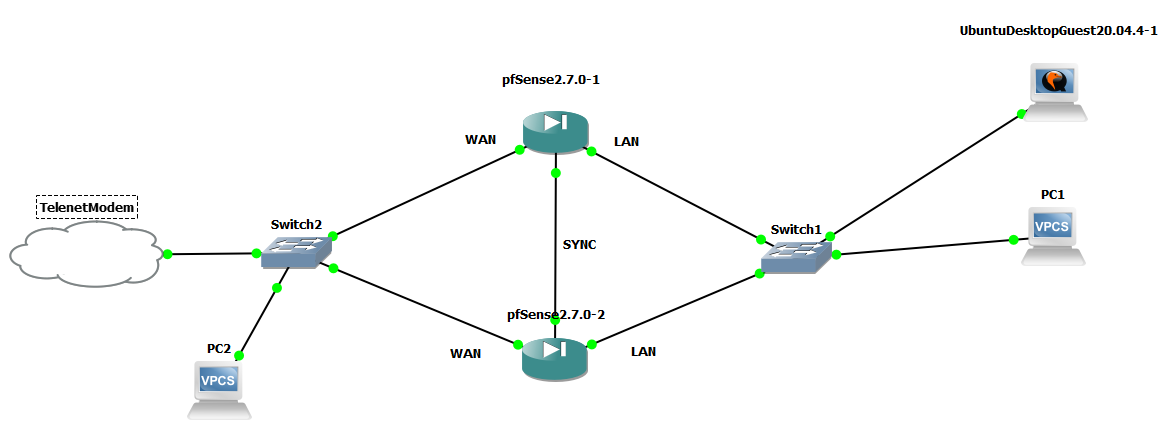 UbuntuDesktopGuest20.04.4-1
pfSense2.7.0-1
WAN
LAN
PC1
VPCS
TelenetModem
Switch2
Switch1
SYNC
pfSense2.7.0-2
WAN
LAN
PC2
VPCS